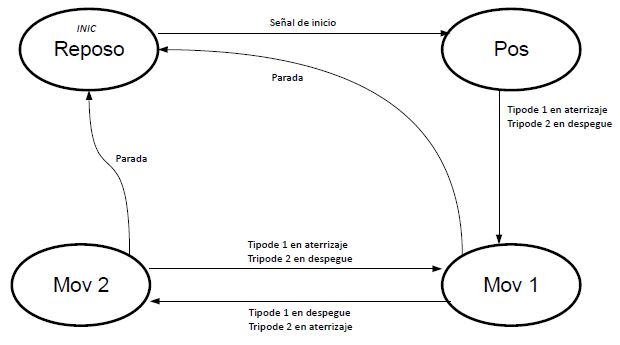 INIC
Reposo
Señal de inicio
Pos
Parada
Tipode 1 en aterrizaje
Tripode 2 en despegue
Parada
Mov 2
Tipode 1 en aterrizaje
Tripode 2 en despegue
Mov 1
Tipode 1 en despegue
Tripode 2 en aterrizaje